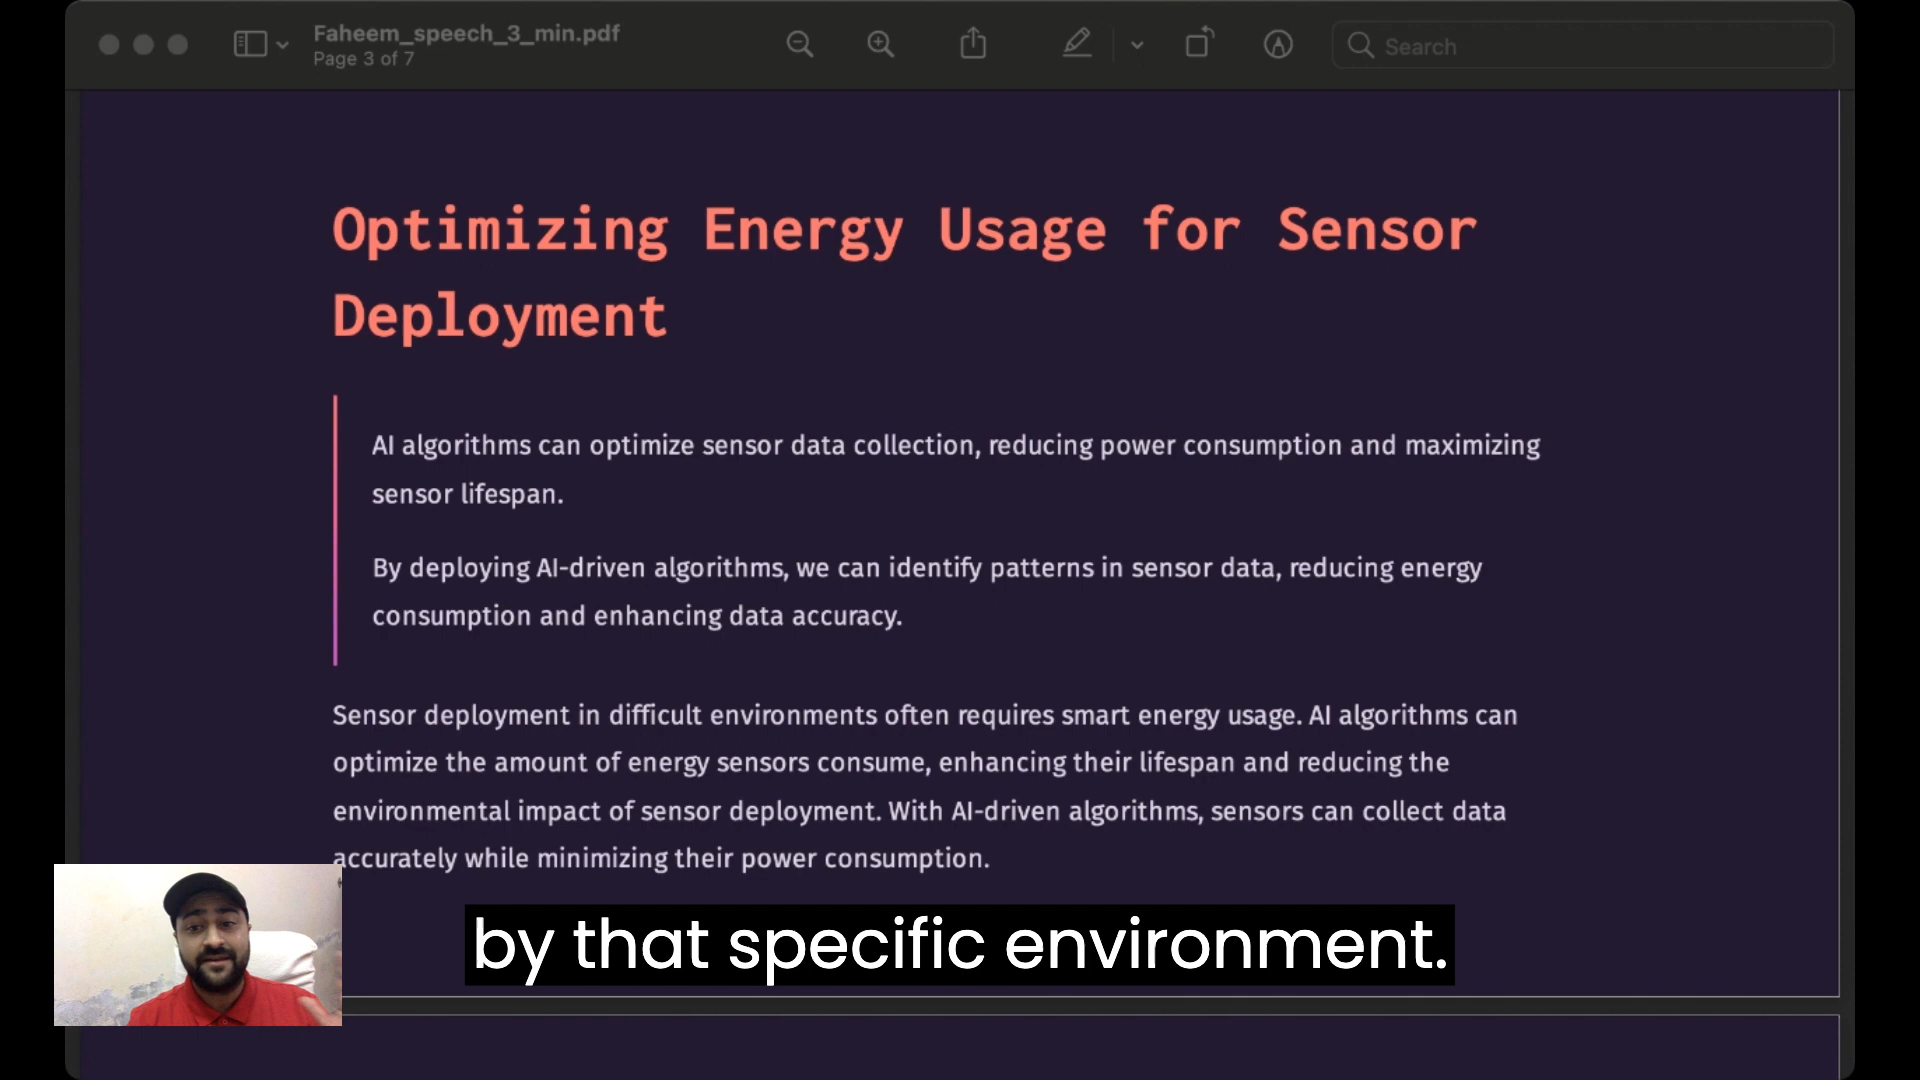 Faheem_speech_3_min.pdf
Page 3 of 7
Search
Optimizing Energy Usage for Sensor
Deployment
AI algorithms can optimize sensor data collection, reducing power consumption and maximizing
sensor lifespan.
By deploying AI-driven algorithms, we can identify patterns in sensor data, reducing energy
consumption and enhancing data accuracy.
Sensor deployment in difficult environments often requires smart energy usage. AI algorithms can
optimize the amount of energy sensors consume, enhancing their lifespan and reducing the
environmental impact of sensor deployment. With AI-driven algorithms, sensors can collect data
accurately while minimizing their power consumption.
by that specific environment.